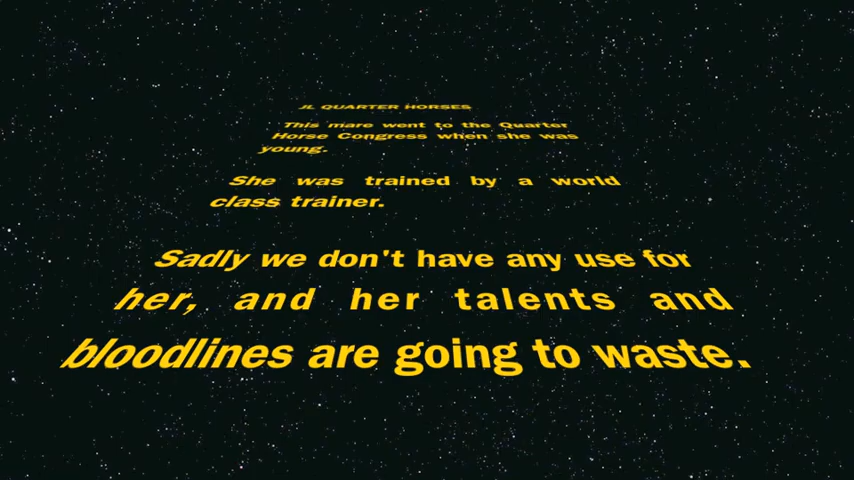 JL QUARTER HORSES
This mare went to the Quarter
Horse Congress when she was
young.
She was trained by a world
class trainer.
Sadly we don't have any use for
her, and her talents and
bloodlines are going to waste.